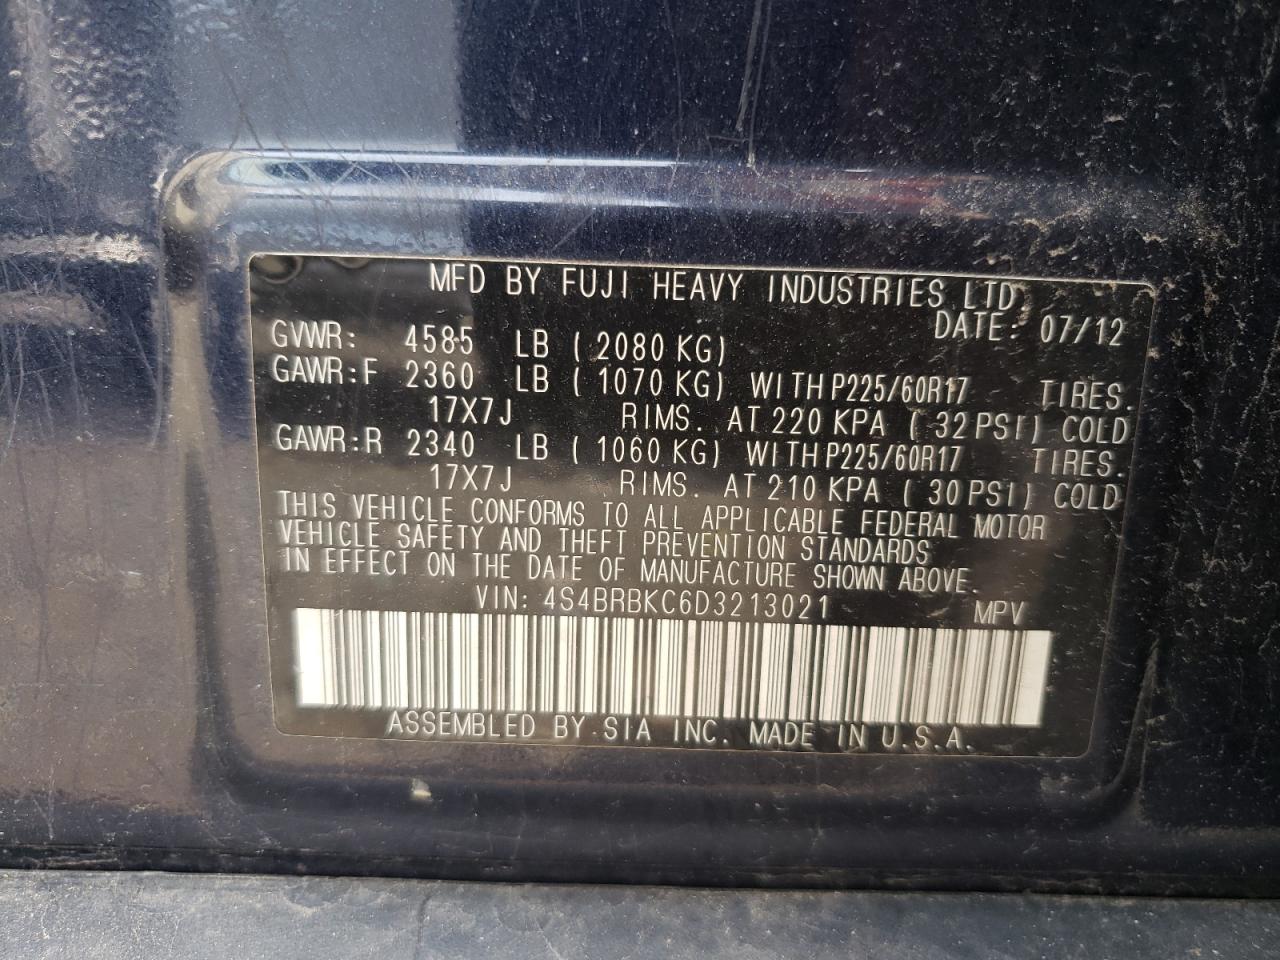 MFD BY FUJI HEAVY INDUSTRIES LTD
DATE: 07/12
GVWR: 4585 LB ( 2080 KG)
GAWR:F 2360 LB ( 1070 KG) WITH P225/60R17 TIRES.
17X7J RIMS. AT 220 KPA ( 32 PSI) COLD
GAWR:R 2340 LB ( 1060 KG) WITH P225/60R17 TIRES.
17X7J RIMS. AT 210 KPA ( 30 PSI) COLD
THIS VEHICLE CONFORMS TO ALL APPLICABLE FEDERAL MOTOR
VEHICLE SAFETY AND THEFT PREVENTION STANDARDS
IN EFFECT ON THE DATE OF MANUFACTURE SHOWN ABOVE.
VIN: 4S4BRBKC6D3213021 MPV
ASSEMBLED BY SIA INC. MADE IN U.S.A.